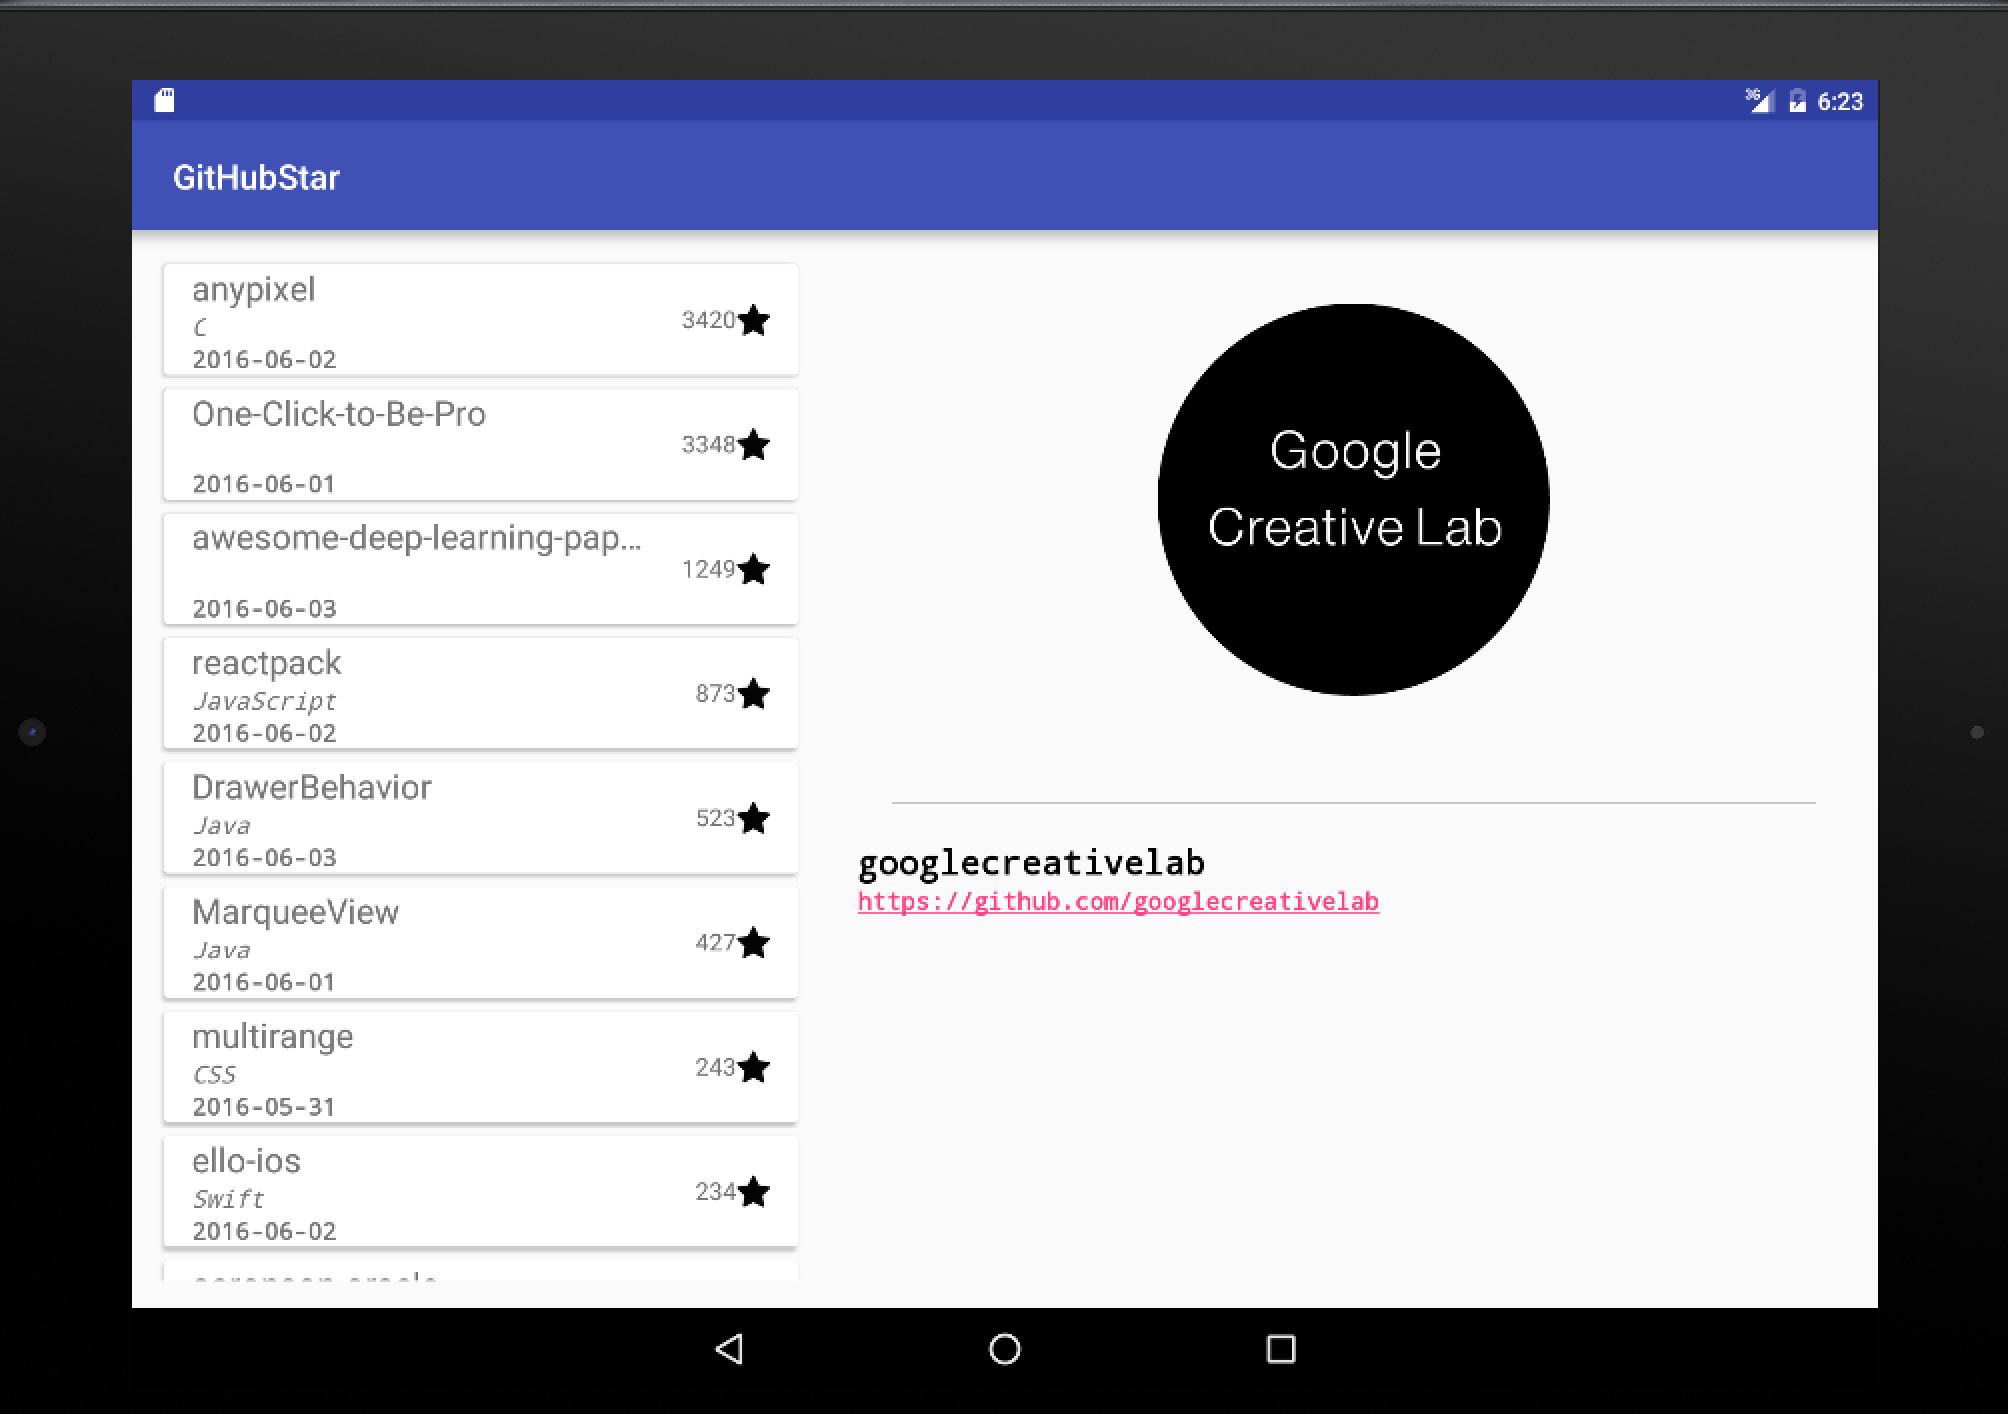 3G 6:23
GitHubStar
anypixel
C
2016-06-02
3420
One-Click-to-Be-Pro
2016-06-01
3348
awesome-deep-learning-pap...
2016-06-03
1249
reactpack
JavaScript
2016-06-02
873
DrawerBehavior
Java
2016-06-03
523
MarqueeView
Java
2016-06-01
427
multirange
CSS
2016-05-31
243
ello-ios
Swift
2016-06-02
234
Google
Creative Lab
googlecreativelab
https://github.com/googlecreativelab